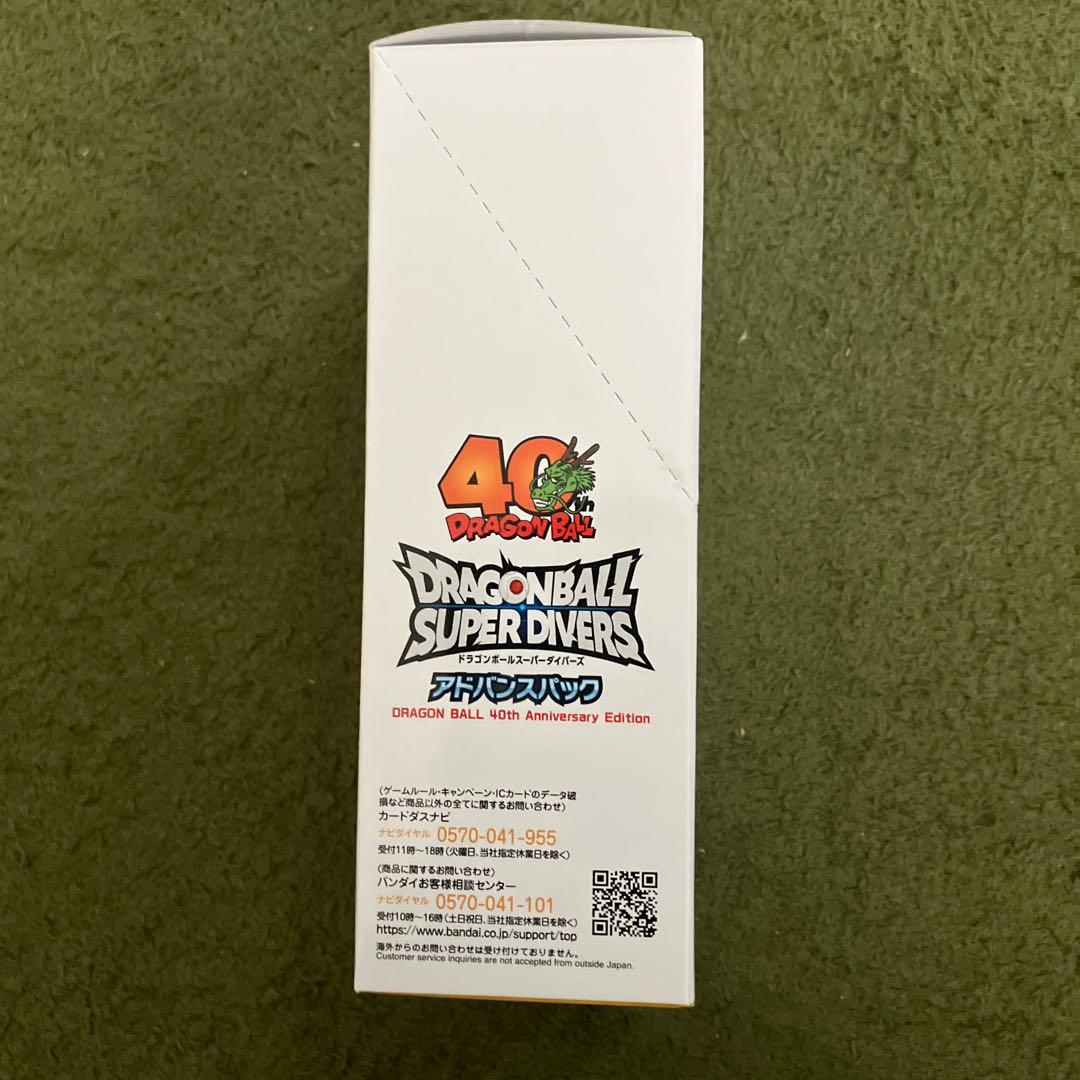 40th
DRAGON BALL
DRAGONBALL
SUPER DIVERS
ドラゴンボールスーパーダイバーズ
アドバンスパック
DRAGON BALL 40th Anniversary Edition
(ゲームルール・キャンペーン・ICカードのデータ破
損など商品以外の全てに関するお問い合わせ)
カードダスナビ
ナビダイヤル 0570-041-955
受付11時〜18時(火曜日、当社指定休業日を除く)
(商品に関するお問い合わせ)
バンダイお客様相談センター
ナビダイヤル 0570-041-101
受付10時〜16時(土日祝日、当社指定休業日を除く)
https://www.bandai.co.jp/support/top
海外からのお問い合わせは受け付けておりません。
Customer service inquiries are not accepted from outside Japan.